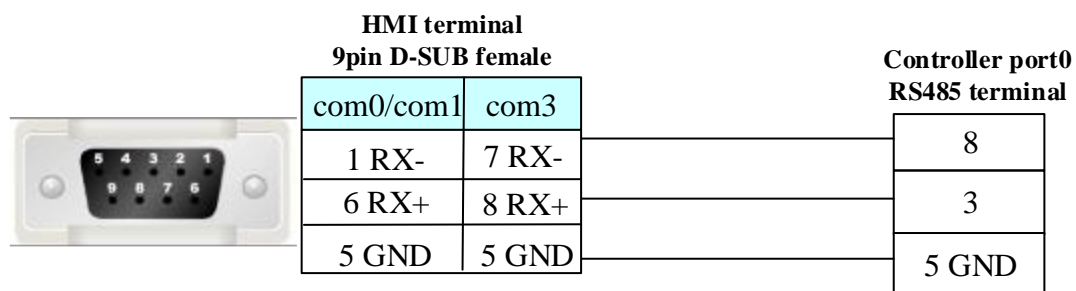 HMI terminal
9pin D-SUB female
Controller port0
RS485 terminal
com0/com1 com3
1 RX- 7 RX-
6 RX+ 8 RX+
5 GND 5 GND
8
3
5 GND
5 4 3 2 1
9 8 7 6